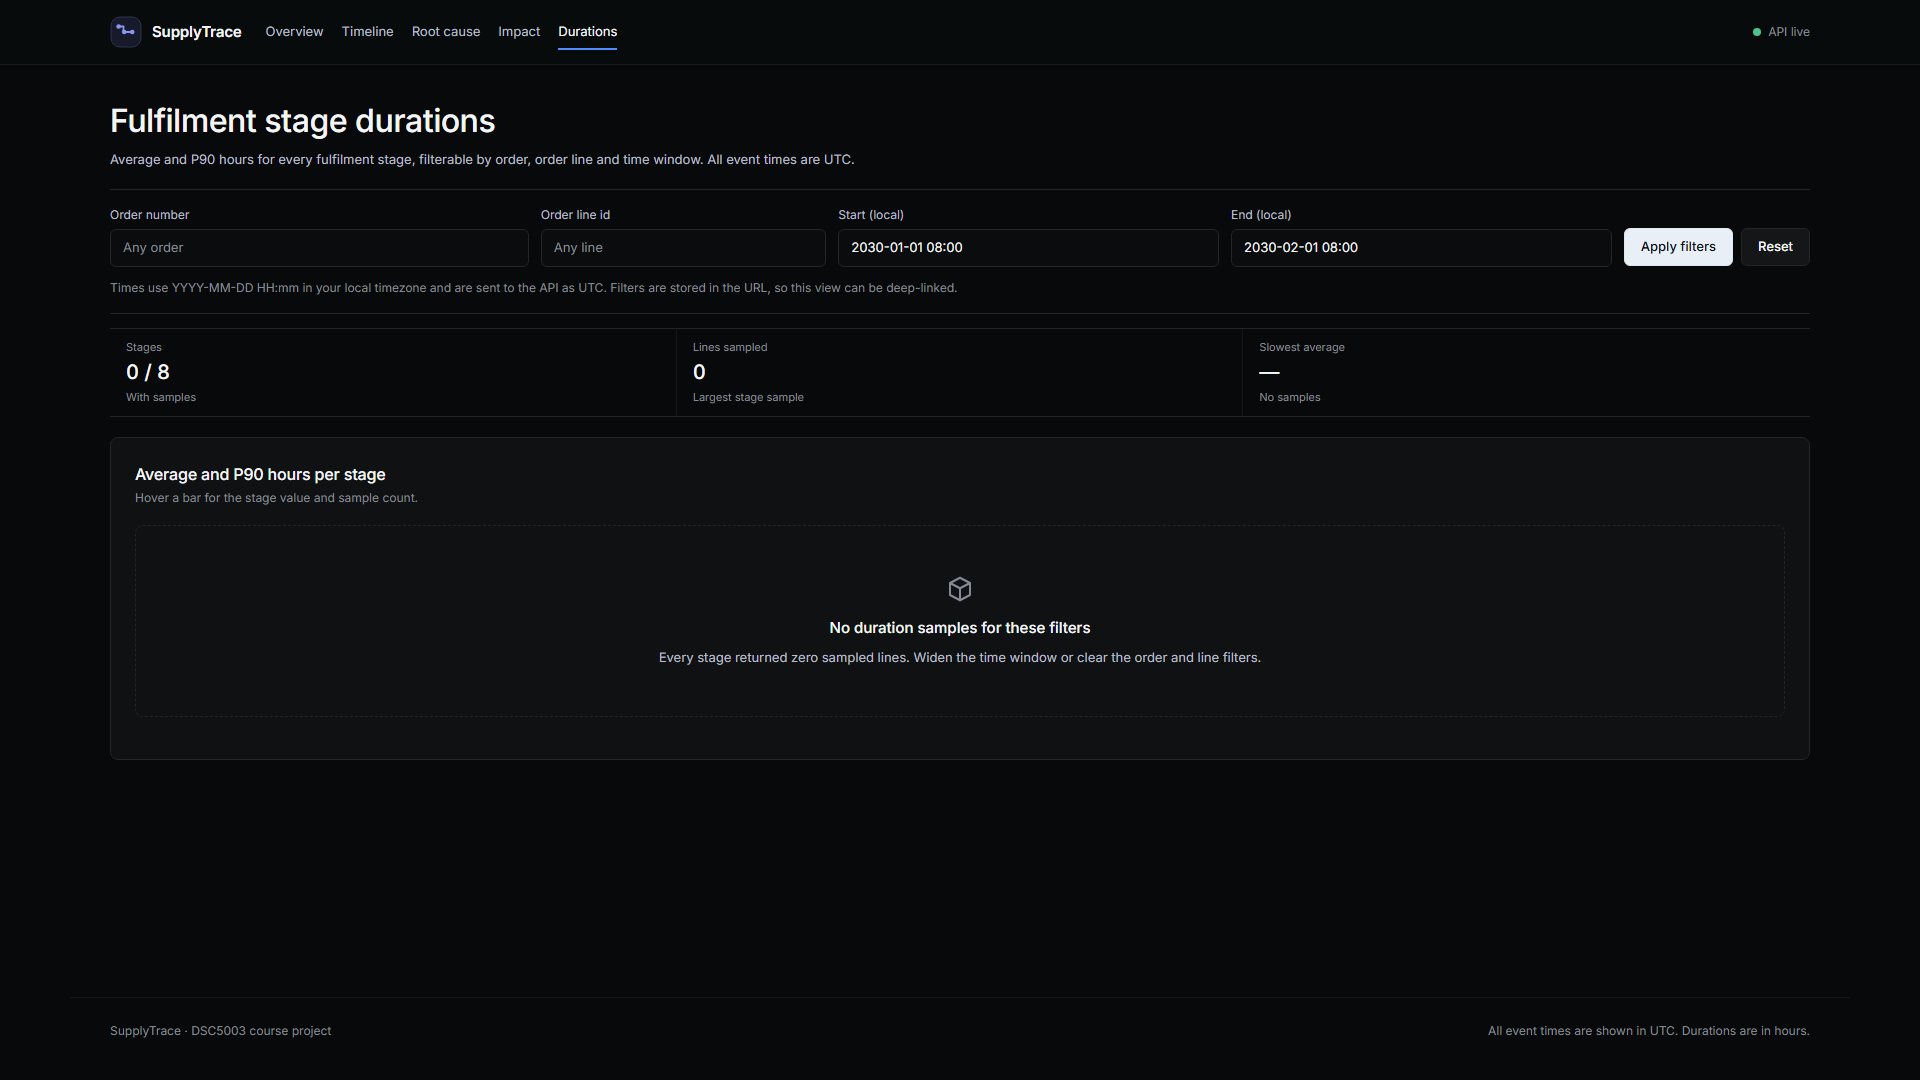 SupplyTrace Overview Timeline Root cause Impact Durations API live
Fulfilment stage durations
Average and P90 hours for every fulfilment stage, filterable by order, order line and time window. All event times are UTC.
Order number Order line id Start (local) End (local)
Any order Any line 2030-01-01 08:00 2030-02-01 08:00 Apply filters Reset
Times use YYYY-MM-DD HH:mm in your local timezone and are sent to the API as UTC. Filters are stored in the URL, so this view can be deep-linked.
Stages Lines sampled Slowest average
0 / 8 0 —
With samples Largest stage sample No samples
Average and P90 hours per stage
Hover a bar for the stage value and sample count.
No duration samples for these filters
Every stage returned zero sampled lines. Widen the time window or clear the order and line filters.
SupplyTrace · DSC5003 course project All event times are shown in UTC. Durations are in hours.